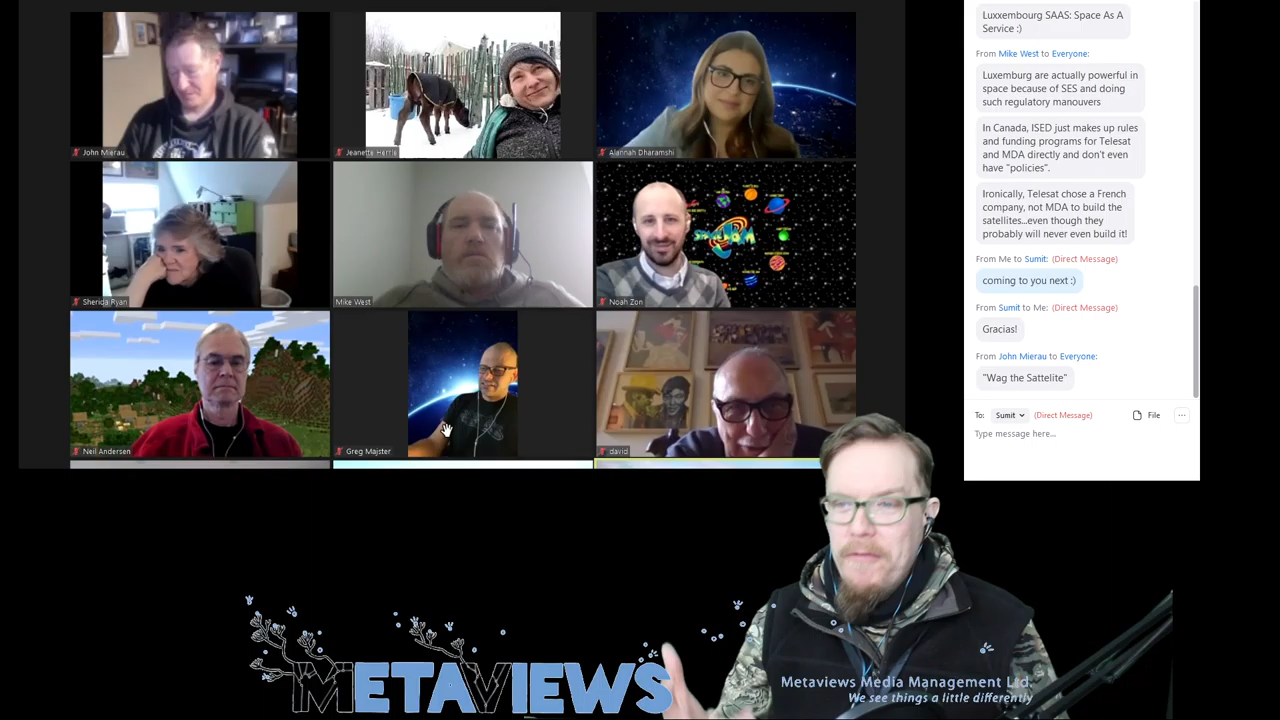 John Mierau
Jeanette Herrle
Alannah Dharamshi
Sherida Ryan
Mike West
SPACE JAM
Noah Zon
Neil Andersen
Greg Majster
david
Luxxembourg SAAS: Space As A
Service :)
From Mike West to Everyone:
Luxemburg are actually powerful in
space because of SES and doing
such regulatory manouvers
In Canada, ISED just makes up rules
and funding programs for Telesat
and MDA directly and don't even
have "policies".
Ironically, Telesat chose a French
company, not MDA to build the
satellites...even though they
probably will never even build it!
From Me to Sumit: (Direct Message)
coming to you next :)
From Sumit to Me: (Direct Message)
Gracias!
From John Mierau to Everyone:
"Wag the Sattelite"
To: Sumit (Direct Message) File ...
Type message here...
METAVIEWS
Metaviews Media Management Ltd.
We see things a little differently